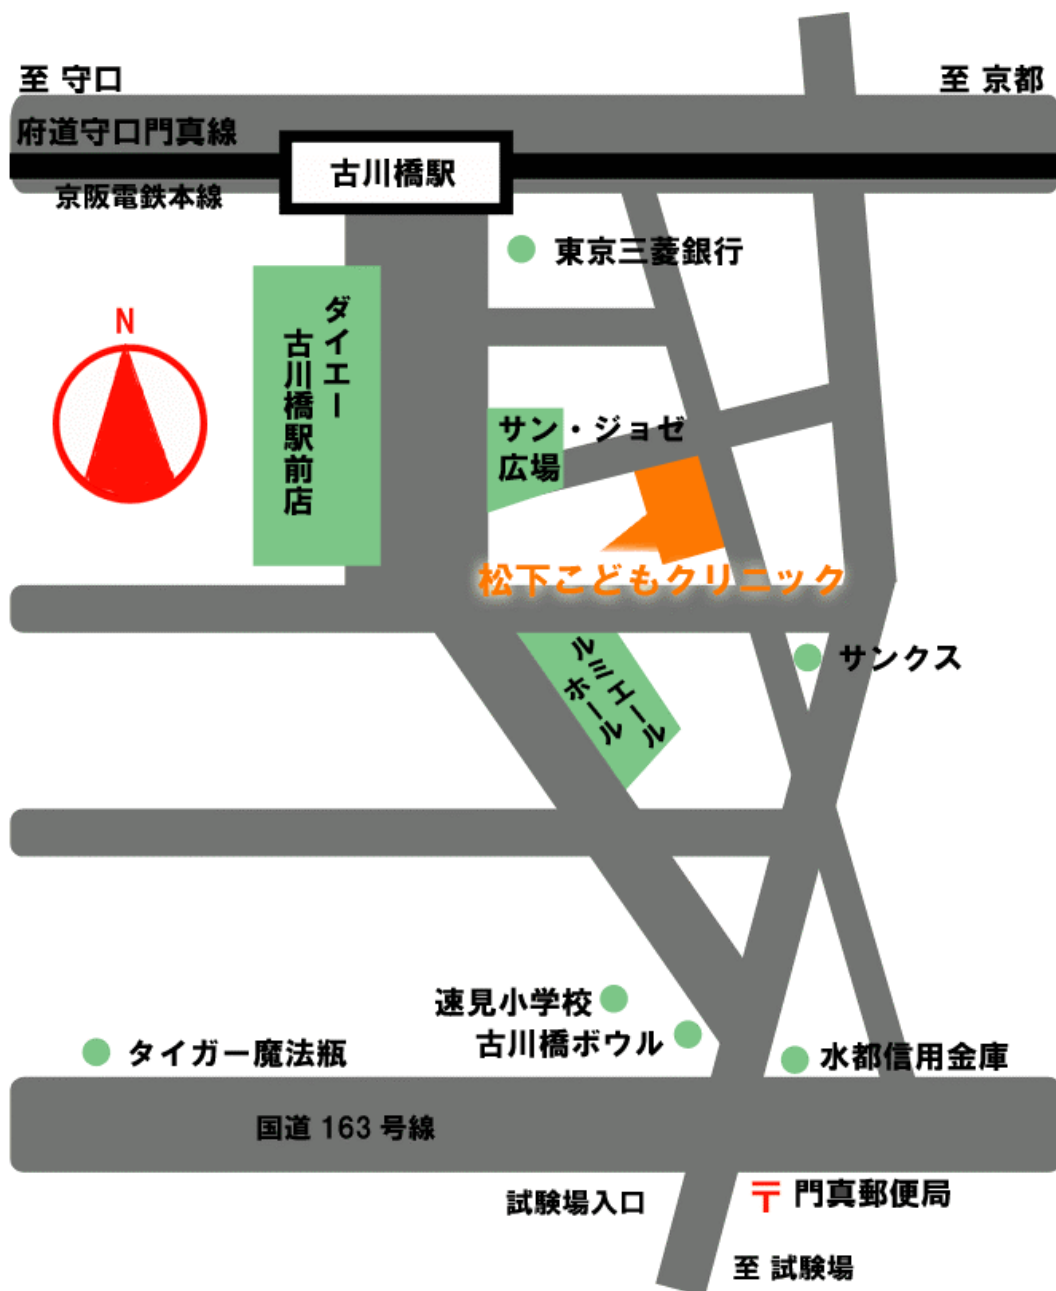 至 守口
至 京都
府道守口門真線
古川橋駅
京阪電鉄本線
東京三菱銀行
N
ダイエー
古川橋駅前店
サン・ジョゼ
広場
松下こどもクリニック
ルミエール
ホール
サンクス
速見小学校
古川橋ボウル
タイガー魔法瓶
水都信用金庫
国道 163 号線
試験場入口
〒 門真郵便局
至 試験場